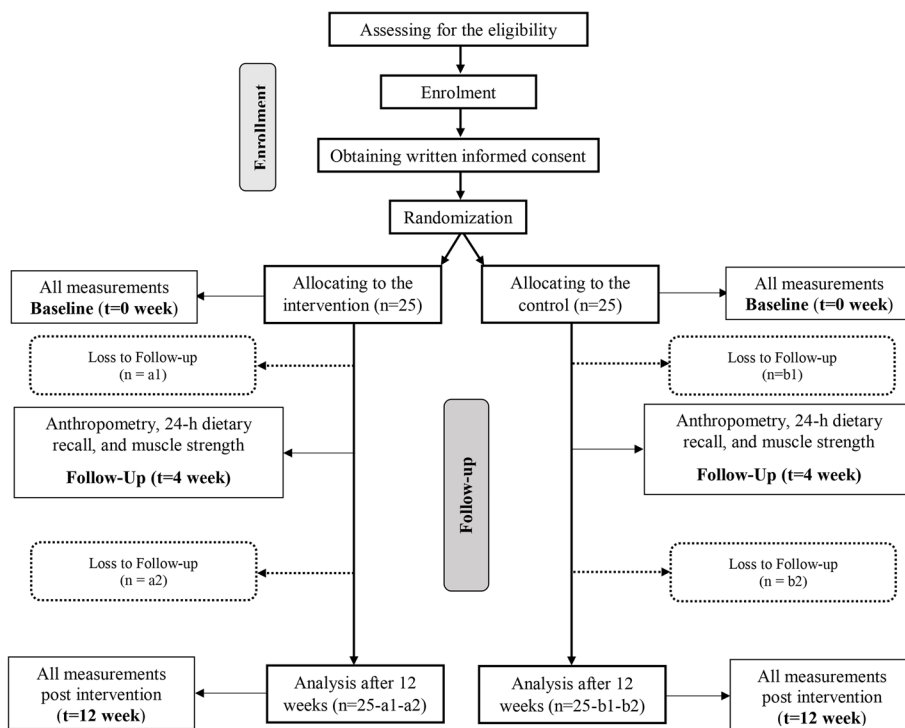 Assessing for the eligibility
Enrollment
Enrolment
Obtaining written informed consent
Randomization
All measurements
Baseline (t=0 week)
Allocating to the
intervention (n=25)
Allocating to the
control (n=25)
All measurements
Baseline (t=0 week)
Loss to Follow-up
(n = a1)
Loss to Follow-up
(n=b1)
Anthropometry, 24-h dietary
recall, and muscle strength
Follow-Up (t=4 week)
Follow-up
Anthropometry, 24-h dietary
recall, and muscle strength
Follow-Up (t=4 week)
Loss to Follow-up
(n = a2)
Loss to Follow-up
(n = b2)
All measurements
post intervention
(t=12 week)
Analysis after 12
weeks (n=25-a1-a2)
Analysis after 12
weeks (n=25-b1-b2)
All measurements
post intervention
(t=12 week)